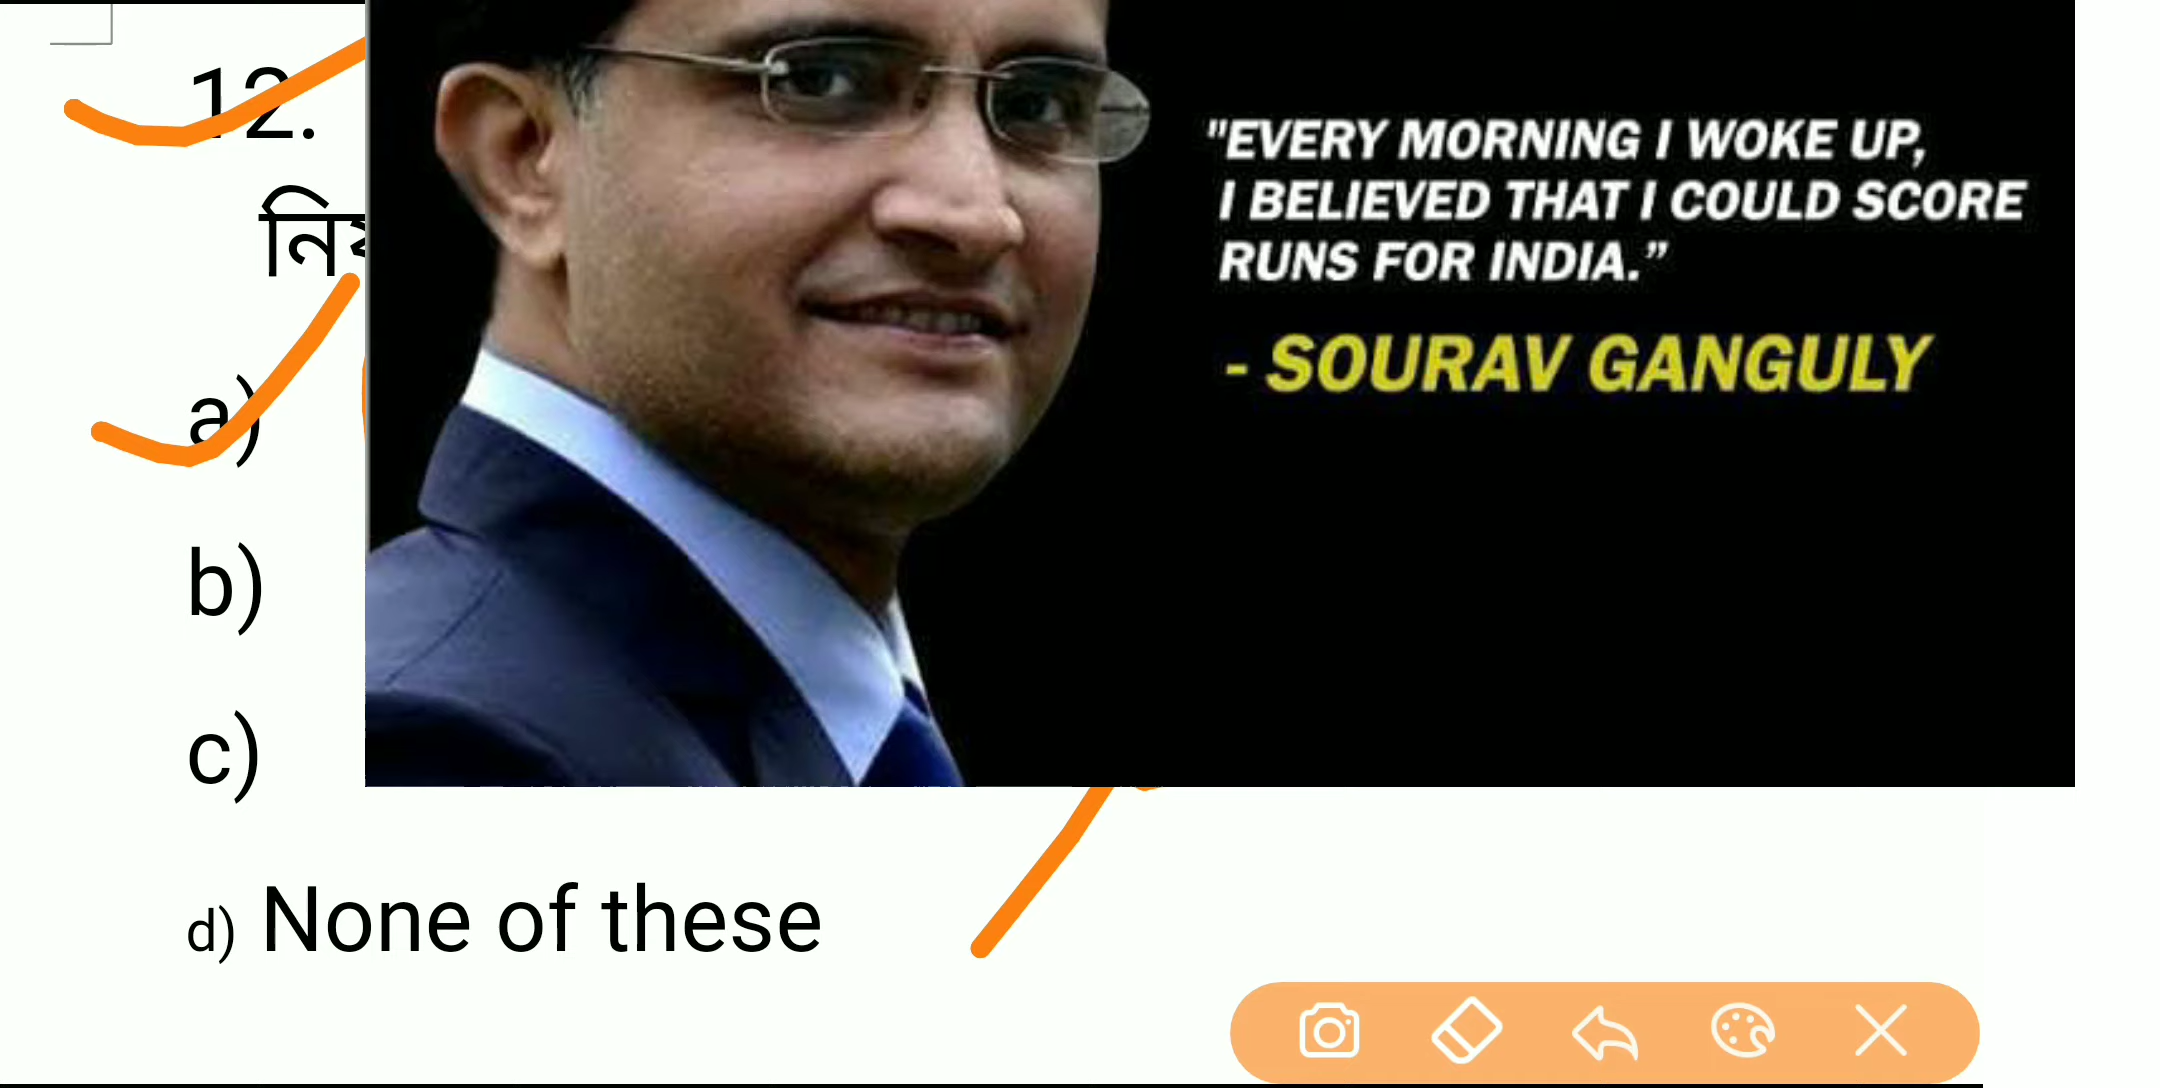 12.
a)
b)
c)
d) None of these
"EVERY MORNING I WOKE UP,
I BELIEVED THAT I COULD SCORE
RUNS FOR INDIA.”
- SOURAV GANGULY